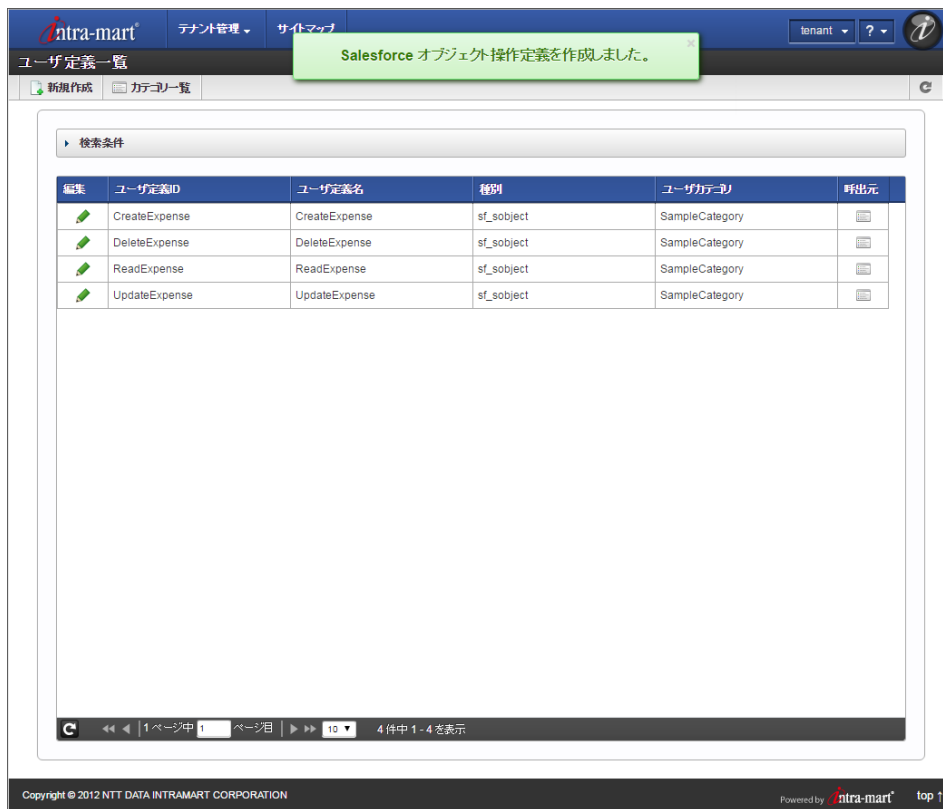 intra-mart テナント管理 サイトマップ tenant ?
Salesforce オブジェクト操作定義を作成しました。 ×
ユーザ定義一覧
新規作成 カテゴリ一覧
検索条件
編集 ユーザ定義ID ユーザ定義名 種別 ユーザカテゴリ 呼出元
CreateExpense CreateExpense sf_sobject SampleCategory
DeleteExpense DeleteExpense sf_sobject SampleCategory
ReadExpense ReadExpense sf_sobject SampleCategory
UpdateExpense UpdateExpense sf_sobject SampleCategory
1 ページ中 1 ページ目 10 4 件中 1 - 4 を表示
Copyright © 2012 NTT DATA INTRAMART CORPORATION Powered by intra-mart top ↑